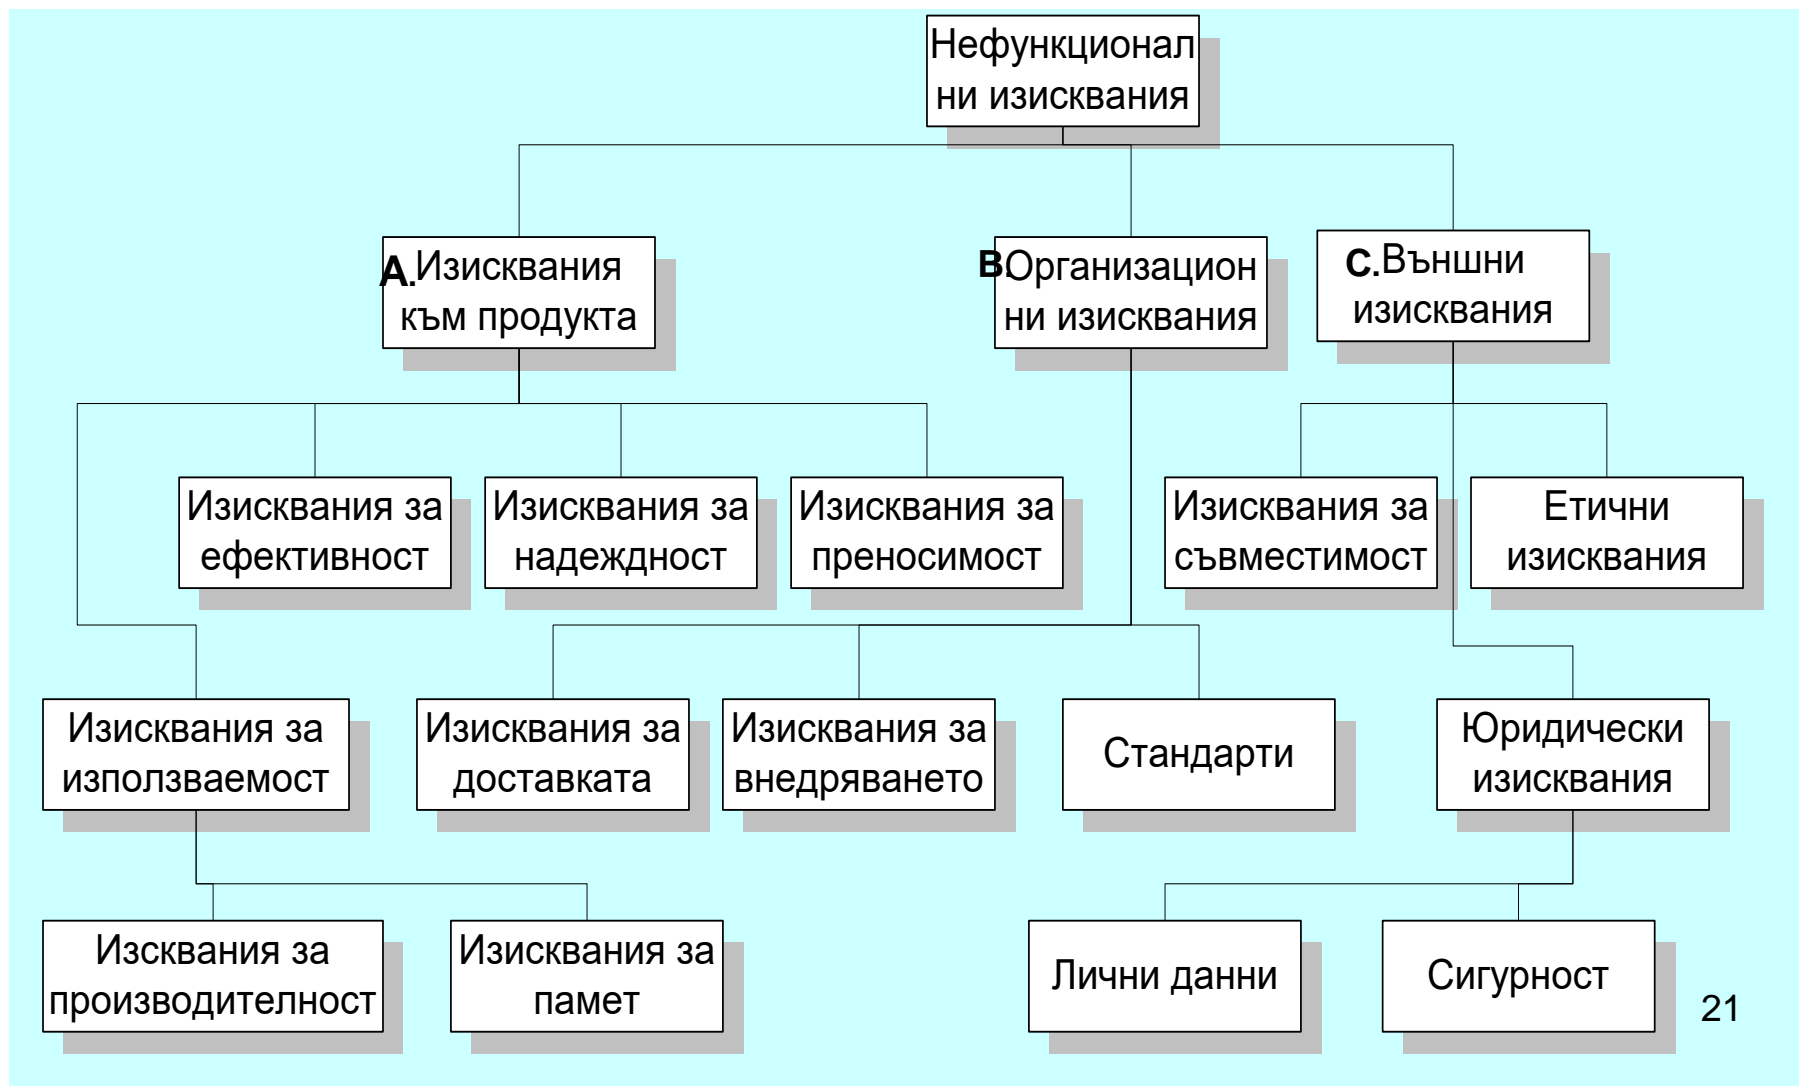 Нефункционал
ни изисквания
A.Изисквания
към продукта
B.Организацион
ни изисквания
C.Външни
изисквания
Изисквания за
ефективност
Изисквания за
надеждност
Изисквания за
преносимост
Изисквания за
съвместимост
Етични
изисквания
Изисквания за
използваемост
Изисквания за
доставката
Изисквания за
внедряването
Стандарти
Юридически
изисквания
Изсквания за
производителност
Изисквания за
памет
Лични данни
Сигурност
21